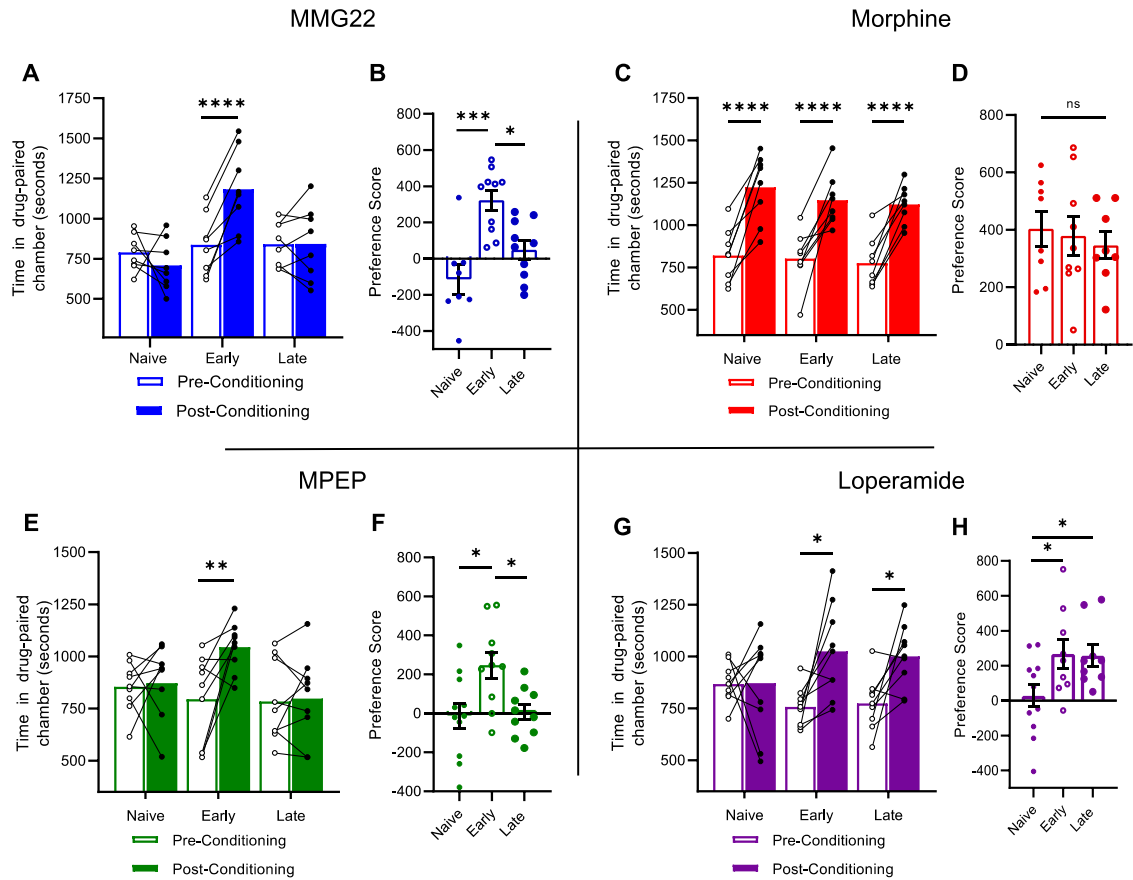 MMG22
Morphine
A
B
C
D
Time in drug-paired
chamber (seconds)
1750
1500
1250
1000
750
500
****
Naive
Early
Late
Pre-Conditioning
Post-Conditioning
Preference Score
800
600
400
200
0
-200
-400
***
*
Naive
Early
Late
Time in drug-paired
chamber (seconds)
1750
1500
1250
1000
750
500
****
****
****
Naive
Early
Late
Pre-Conditioning
Post-Conditioning
Preference Score
800
600
400
200
0
ns
Naive
Early
Late
MPEP
Loperamide
E
F
G
H
Time in drug-paired
chamber (seconds)
1500
1250
1000
750
500
**
Naive
Early
Late
Pre-Conditioning
Post-Conditioning
Preference Score
800
600
400
200
0
-200
-400
*
*
Naive
Early
Late
Time in drug-paired
chamber (seconds)
1500
1250
1000
750
500
*
*
Naive
Early
Late
Pre-Conditioning
Post-Conditioning
Preference Score
800
600
400
200
0
-200
-400
*
*
Naive
Early
Late